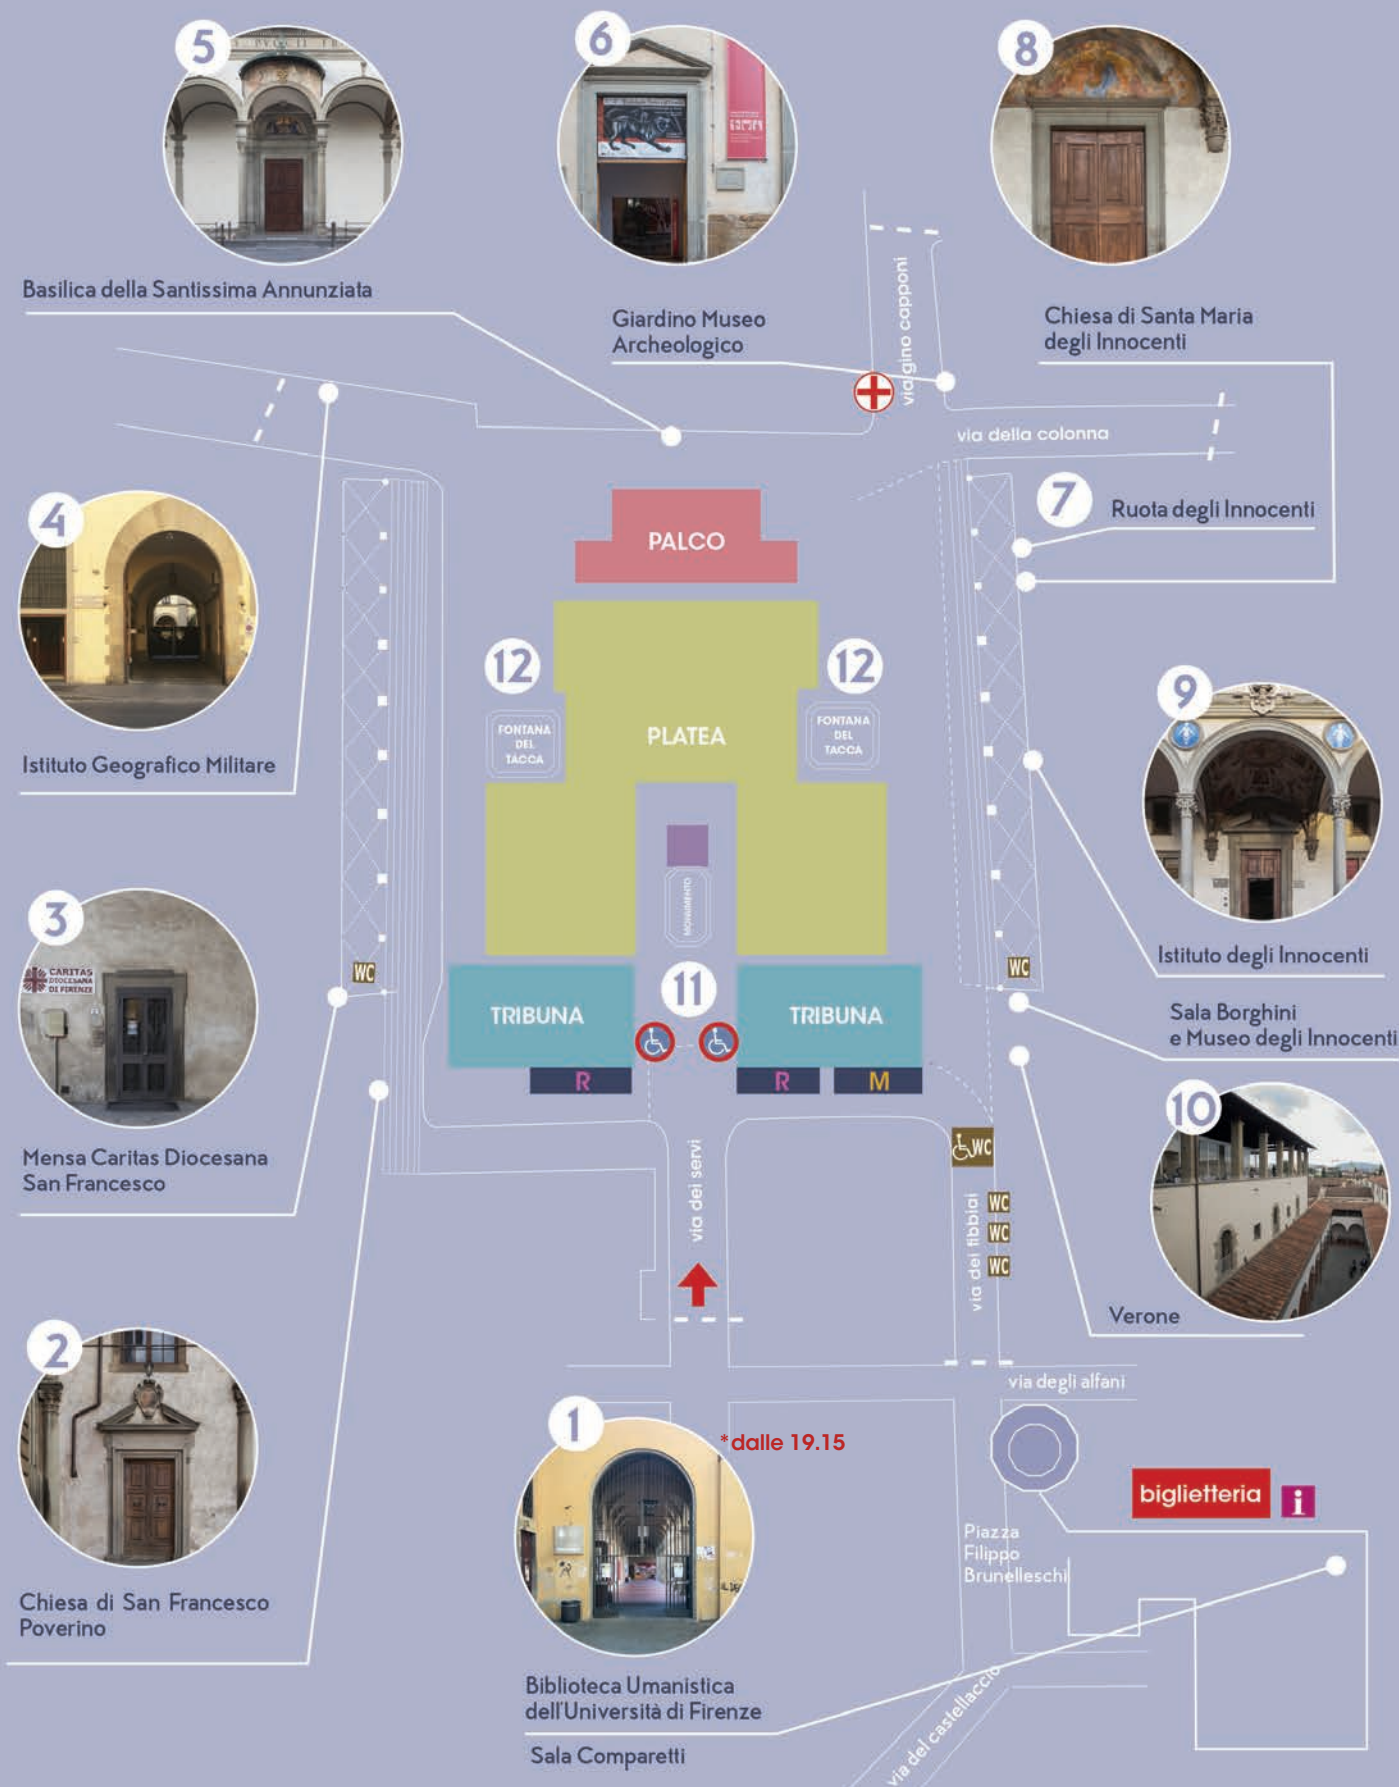 5
6
8
Basilica della Santissima Annunziata
Giardino Museo
Archeologico
via gino capponi
Chiesa di Santa Maria
degli Innocenti
via della colonna
4
PALCO
7
Ruota degli Innocenti
12
12
9
FONTANA
DEL
TACCA
PLATEA
FONTANA
DEL
TACCA
Istituto Geografico Militare
MONUMENTO
3
CARITAS
DIOCESANA
DI FIRENZE
WC
WC
Istituto degli Innocenti
11
TRIBUNA
TRIBUNA
Sala Borghini
e Museo degli Innocenti
R
R
M
10
Mensa Caritas Diocesana
San Francesco
via dei servi
WC
via dei fibbiai
WC
WC
WC
Verone
2
via degli alfani
1
*dalle 19.15
biglietteria
i
Piazza
Filippo
Brunelleschi
Chiesa di San Francesco
Poverino
Biblioteca Umanistica
dell'Università di Firenze
Sala Comparetti
via del castellaccio